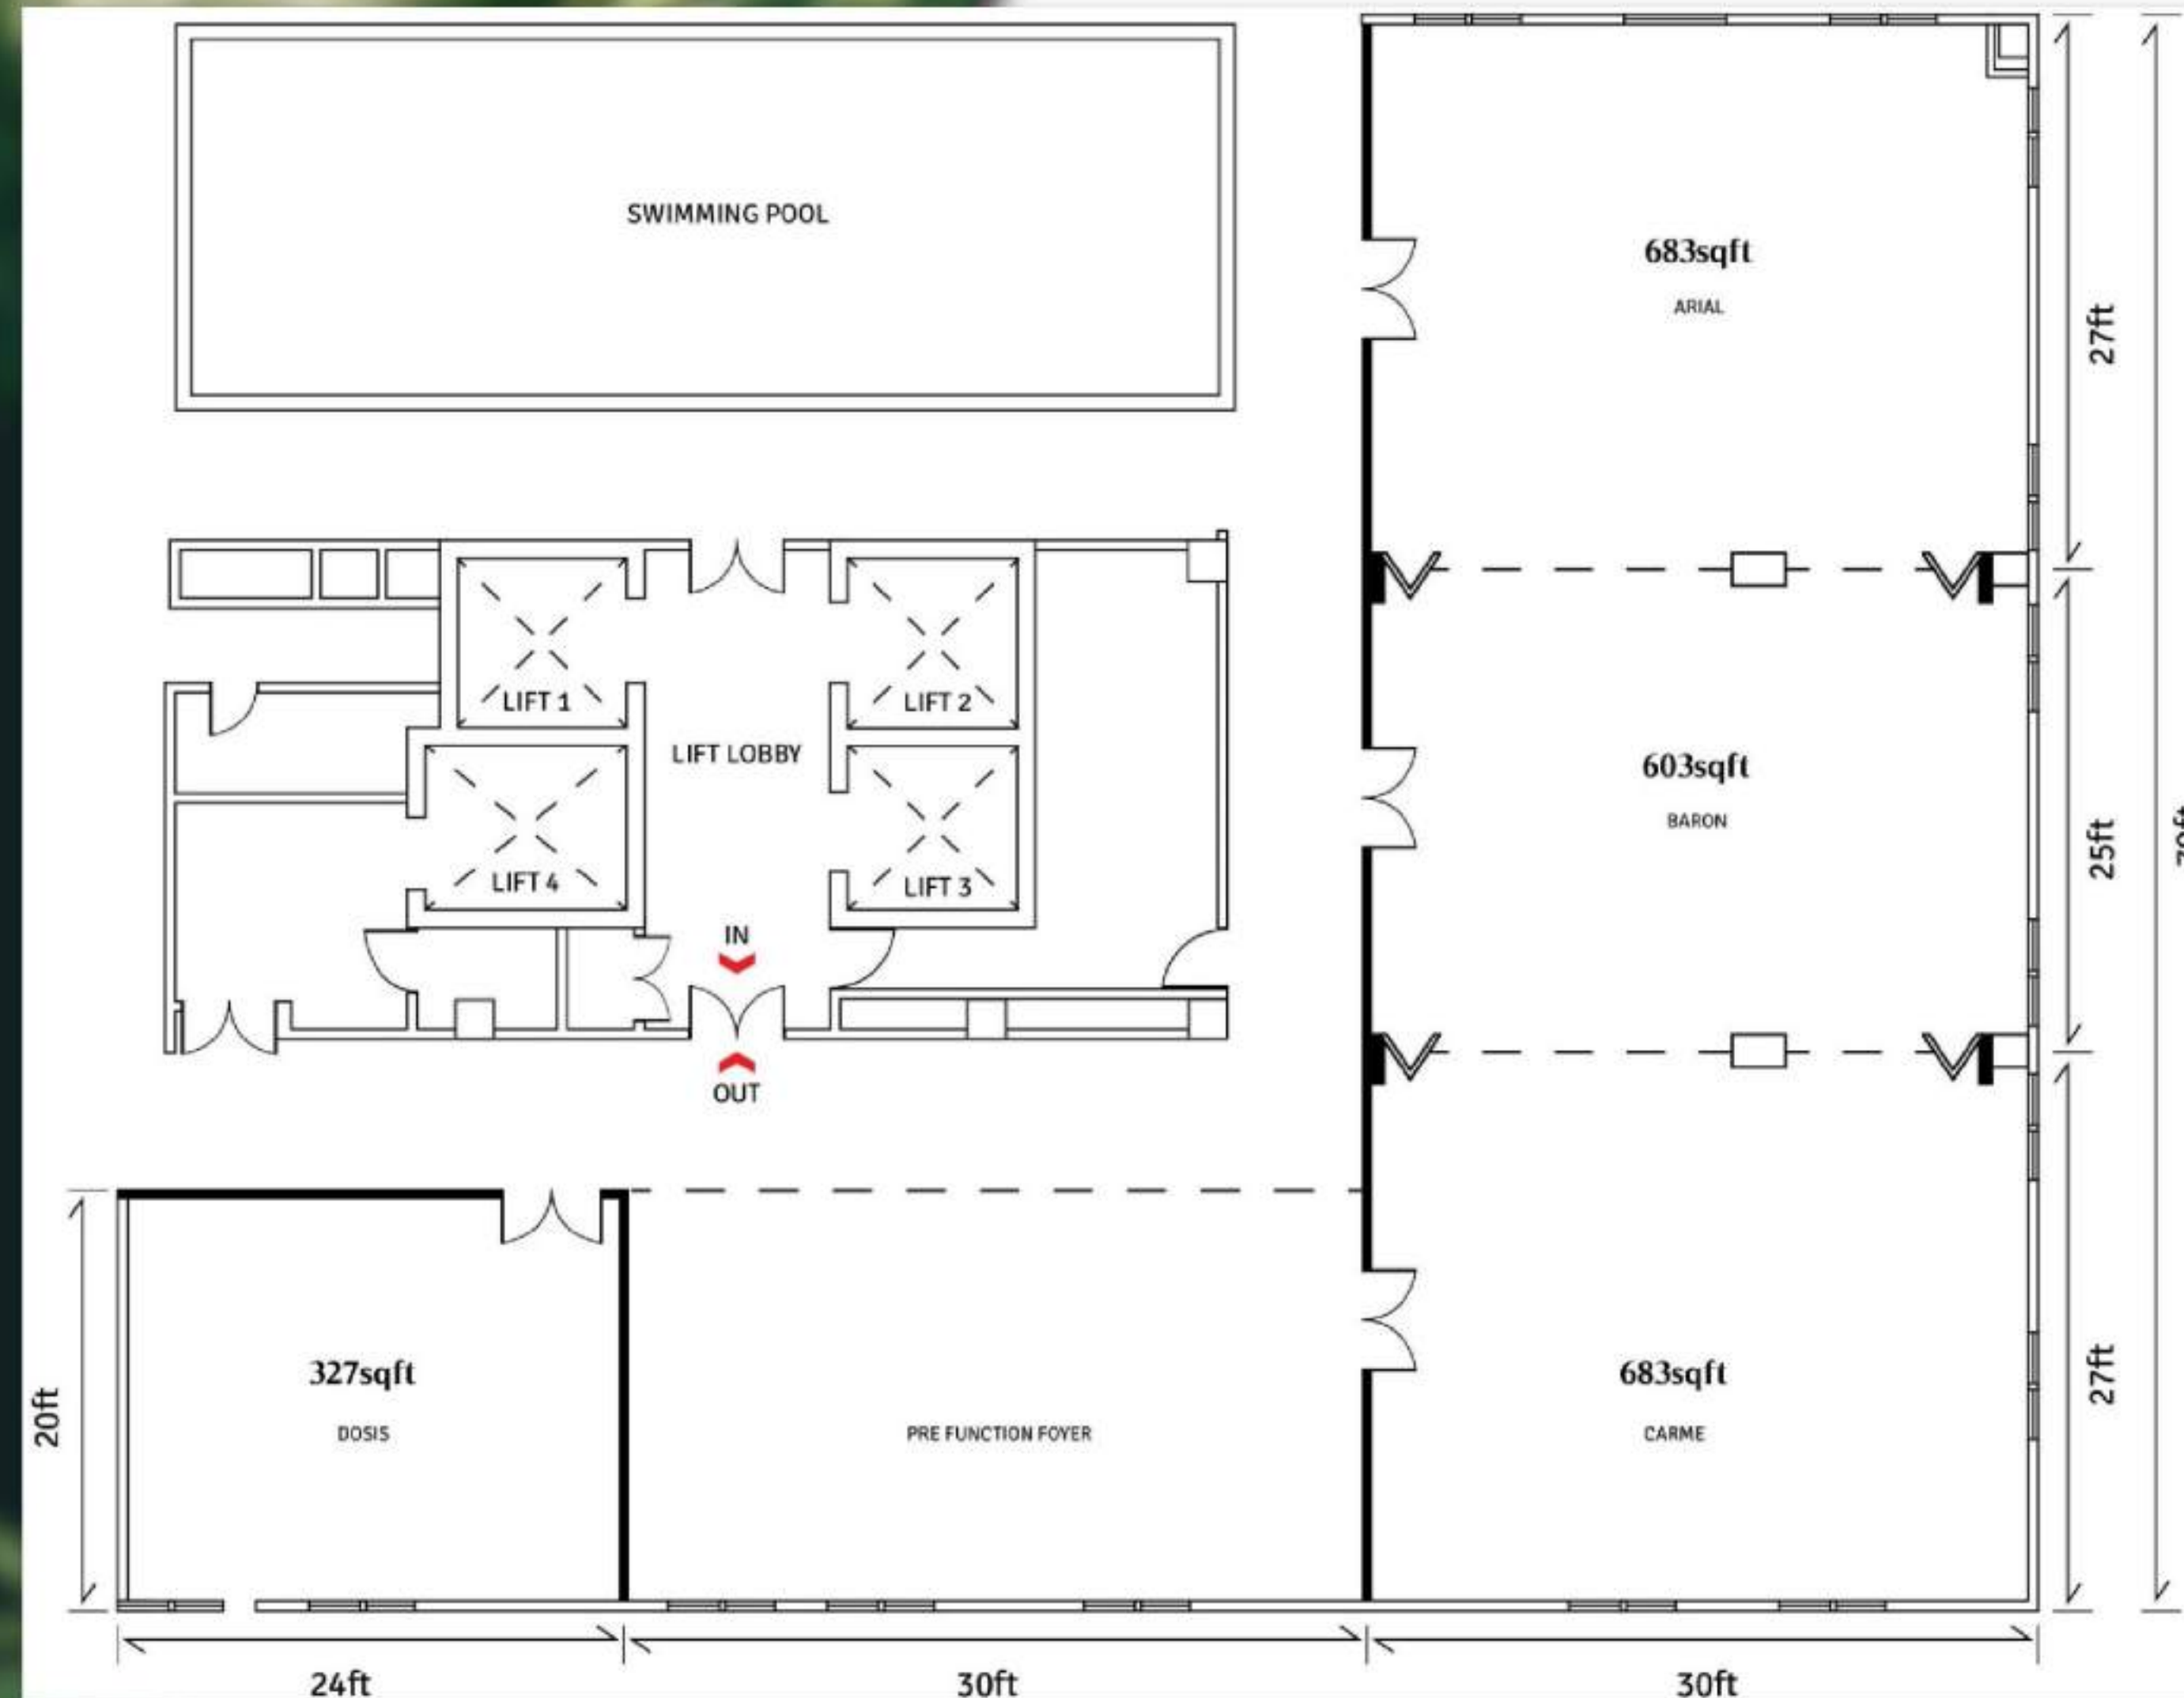 SWIMMING POOL
683sqft
ARIAL
27ft
LIFT 1
LIFT 2
LIFT LOBBY
603sqft
BARON
25ft
LIFT 4
LIFT 3
IN
OUT
327sqft
DOSIS
20ft
PRE FUNCTION FOYER
683sqft
CARME
27ft
24ft
30ft
30ft